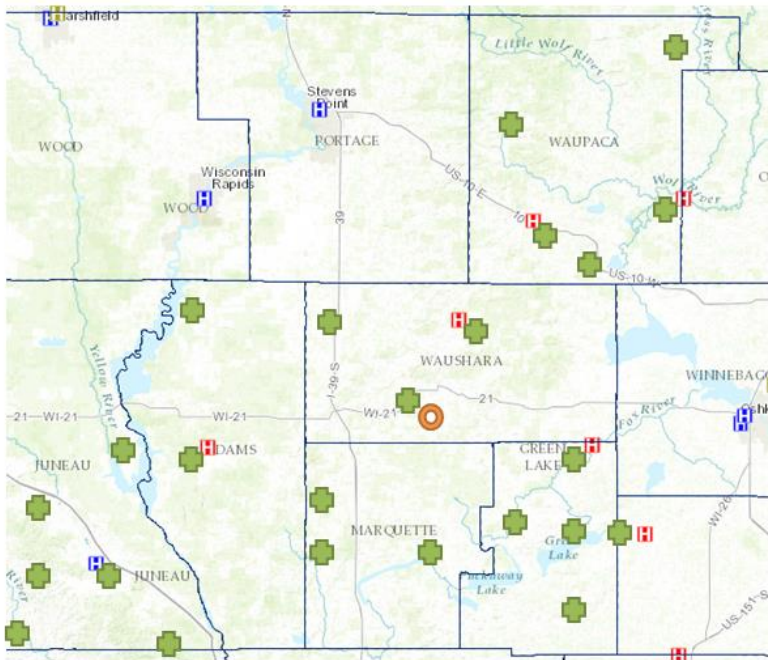 arshfield
Little Wolf River
Stevens
Point
PORTAGE
WAUPACA
WOOD
US-10-E
Wolf River
Wisconsin
Rapids
WOOD
39
10
US-10-W
WAUSHARA
WINNEBAGO
Yellow River
I-39-S
21
WI-21
WI-21
WI-21
Fox River
Oshk
ADAMS
GREEN
LAKE
JUNEAU
WI-26
MARQUETTE
Green
Lake
JUNEAU
Puckaway
Lake
River
US-151-S
H
H
H
H
H
H
H
H
H
H
H
H
H